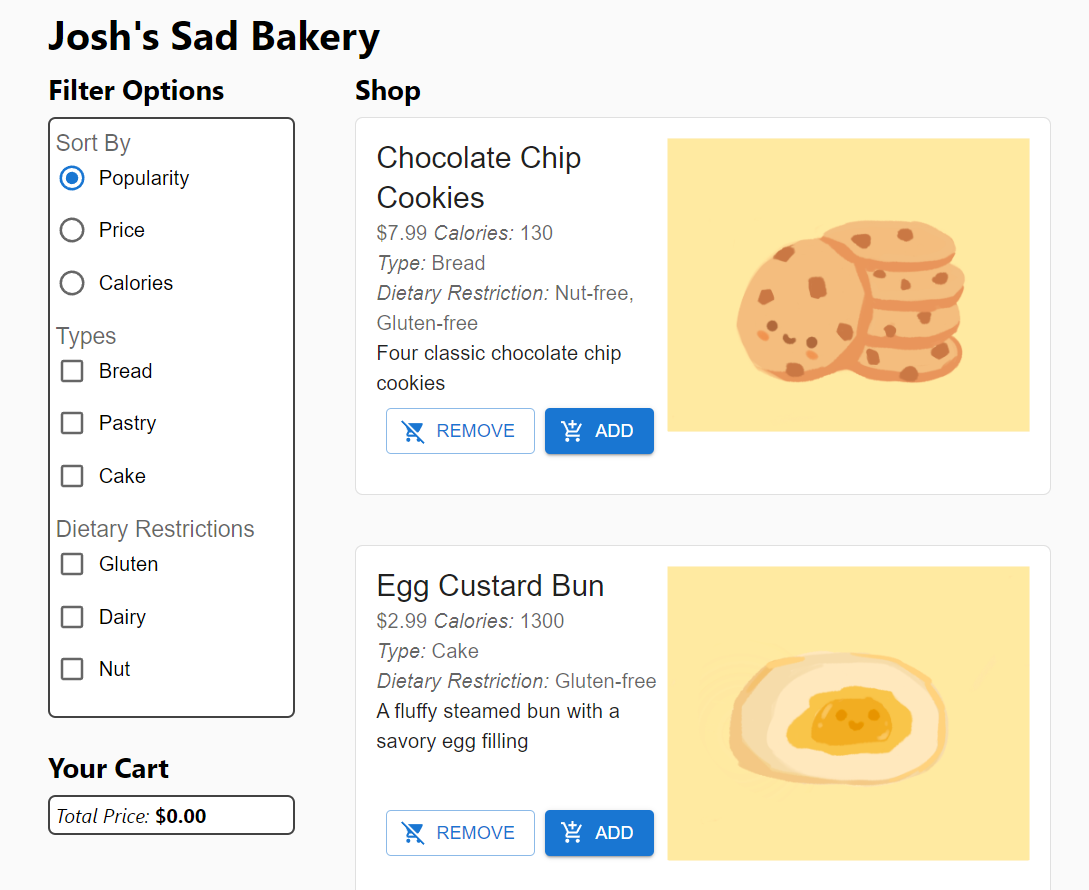 Josh's Sad Bakery
Filter Options
Sort By
Popularity
Price
Calories
Types
Bread
Pastry
Cake
Dietary Restrictions
Gluten
Dairy
Nut
Your Cart
Total Price: $0.00
Shop
Chocolate Chip
Cookies
$7.99 Calories: 130
Type: Bread
Dietary Restriction: Nut-free,
Gluten-free
Four classic chocolate chip
cookies
REMOVE ADD
Egg Custard Bun
$2.99 Calories: 1300
Type: Cake
Dietary Restriction: Gluten-free
A fluffy steamed bun with a
savory egg filling
REMOVE ADD